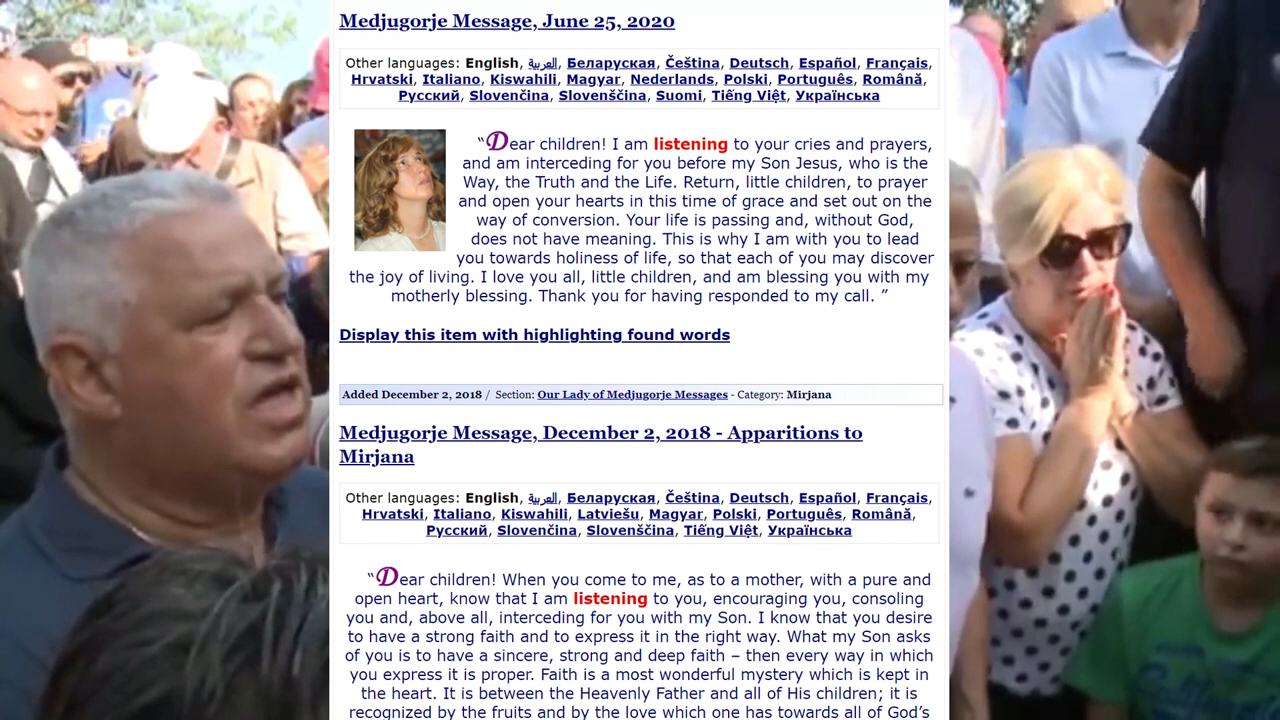 Medjugorje Message, June 25, 2020
Other languages: English, العربية, Беларуская, Čeština, Deutsch, Español, Français,
Hrvatski, Italiano, Kiswahili, Magyar, Nederlands, Polski, Português, Română,
Русский, Slovenčina, Slovenščina, Suomi, Tiếng Việt, Українська
“Dear children! I am listening to your cries and prayers,
and am interceding for you before my Son Jesus, who is the
Way, the Truth and the Life. Return, little children, to prayer
and open your hearts in this time of grace and set out on the
way of conversion. Your life is passing and, without God,
does not have meaning. This is why I am with you to lead
you towards holiness of life, so that each of you may discover
the joy of living. I love you all, little children, and am blessing you with my
motherly blessing. Thank you for having responded to my call. ”
Display this item with highlighting found words
Added December 2, 2018 / Section: Our Lady of Medjugorje Messages - Category: Mirjana
Medjugorje Message, December 2, 2018 - Apparitions to
Mirjana
Other languages: English, العربية, Беларуская, Čeština, Deutsch, Español, Français,
Hrvatski, Italiano, Kiswahili, Latviešu, Magyar, Polski, Português, Română,
Русский, Slovenčina, Slovenščina, Tiếng Việt, Українська
“Dear children! When you come to me, as to a mother, with a pure and
open heart, know that I am listening to you, encouraging you, consoling
you and, above all, interceding for you with my Son. I know that you desire
to have a strong faith and to express it in the right way. What my Son asks
of you is to have a sincere, strong and deep faith – then every way in which
you express it is proper. Faith is a most wonderful mystery which is kept in
the heart. It is between the Heavenly Father and all of His children; it is
recognized by the fruits and by the love which one has towards all of God’s